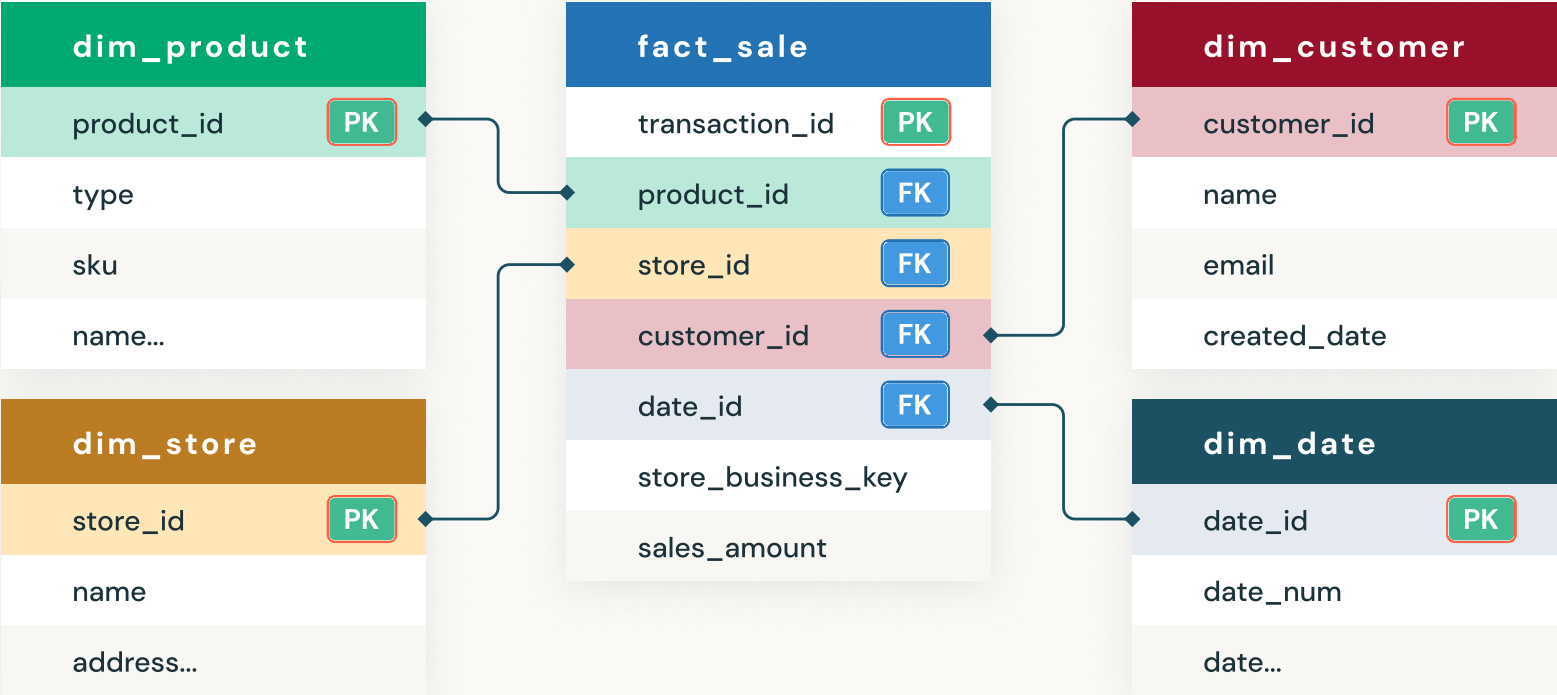 dim_product
product_id PK
type
sku
name...
dim_store
store_id PK
name
address...
fact_sale
transaction_id PK
product_id FK
store_id FK
customer_id FK
date_id FK
store_business_key
sales_amount
dim_customer
customer_id PK
name
email
created_date
dim_date
date_id PK
date_num
date...